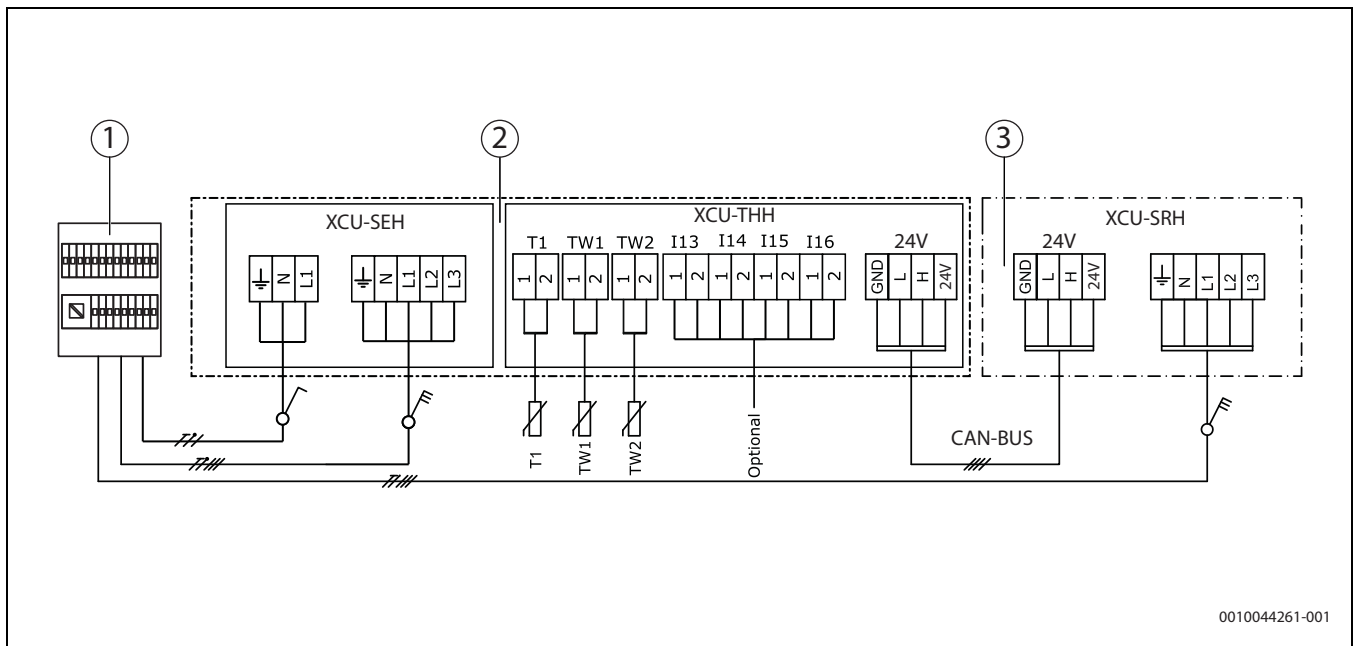 1
2
3
XCU-SEH
XCU-THH
XCU-SRH
T1 TW1 TW2 I13 I14 I15 I16
24V
24V
N L1
N L1 L2 L3
1 2 1 2 1 2 1 2 1 2 1 2 1 2
GND L H 24V
GND L H 24V
N L1 L2 L3
T1
TW1
TW2
Optional
CAN-BUS
0010044261-001